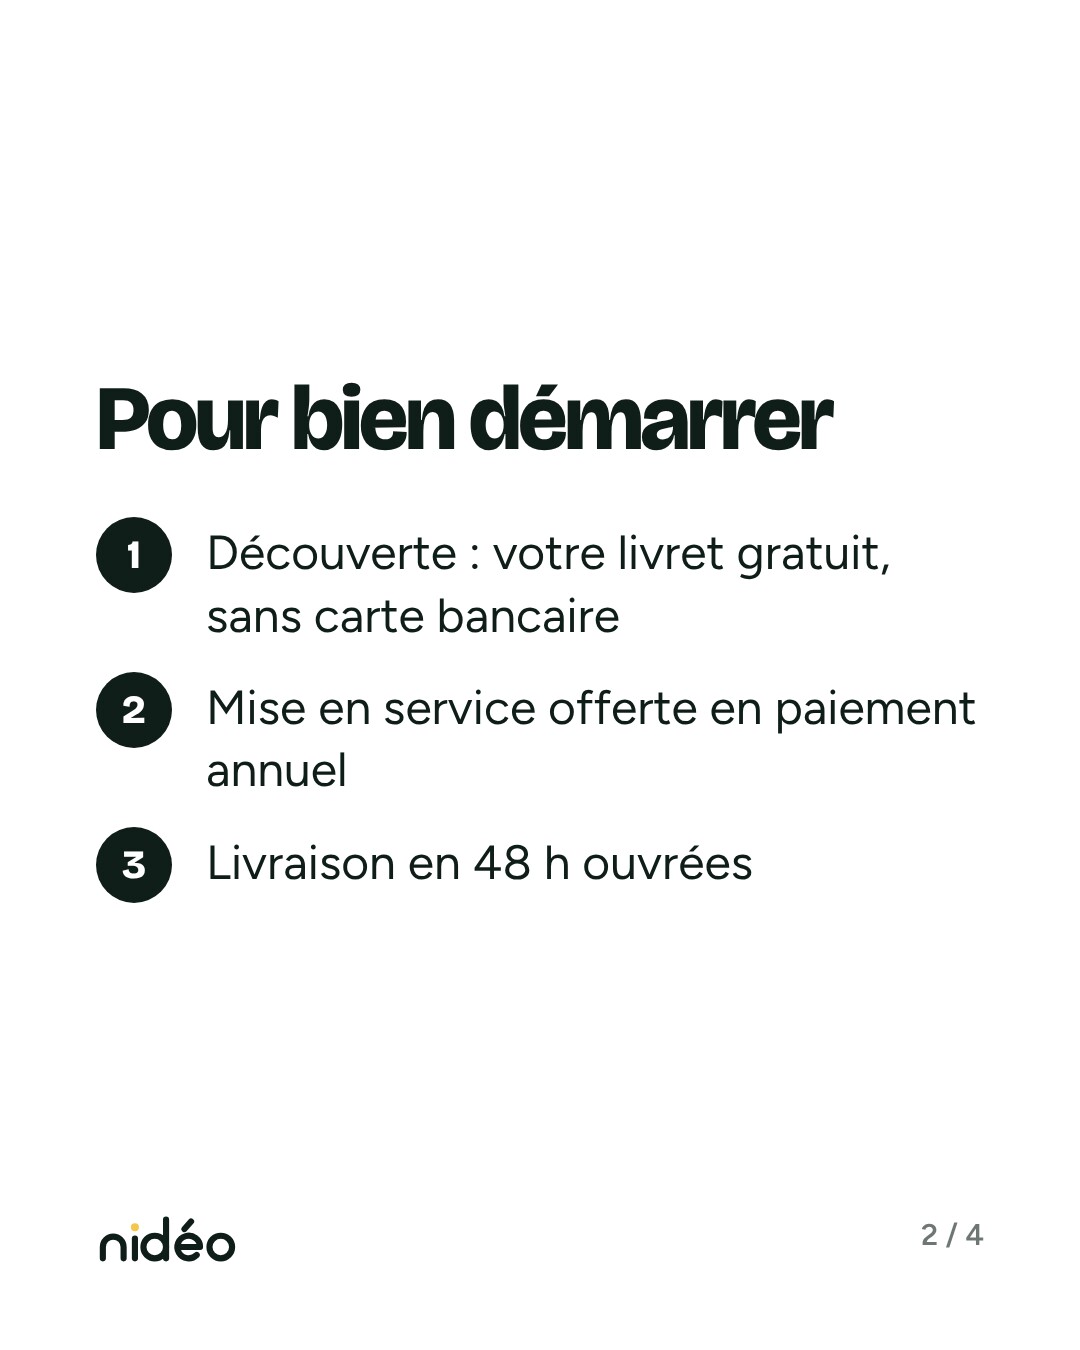 Pour bien démarrer
1 Découverte : votre livret gratuit,
sans carte bancaire
2 Mise en service offerte en paiement
annuel
3 Livraison en 48 h ouvrées
nidéo
2 / 4